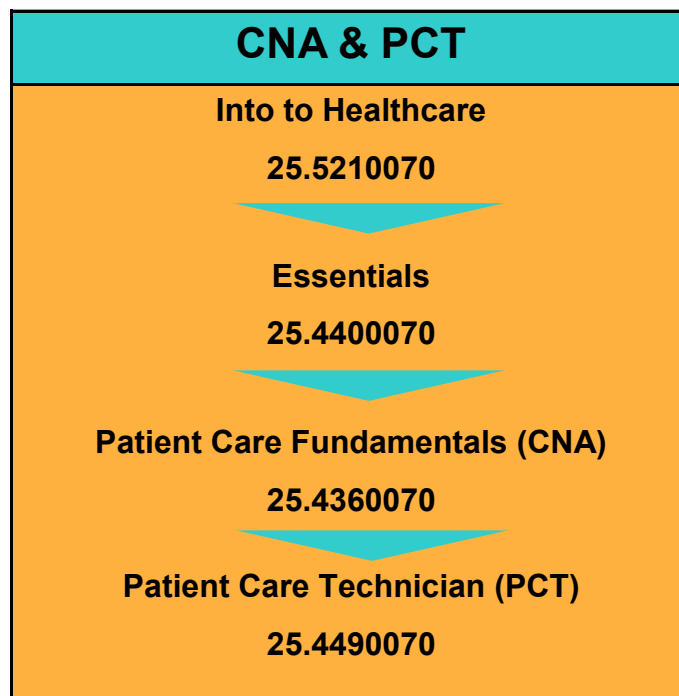 CNA & PCT
Into to Healthcare
25.5210070
Essentials
25.4400070
Patient Care Fundamentals (CNA)
25.4360070
Patient Care Technician (PCT)
25.4490070